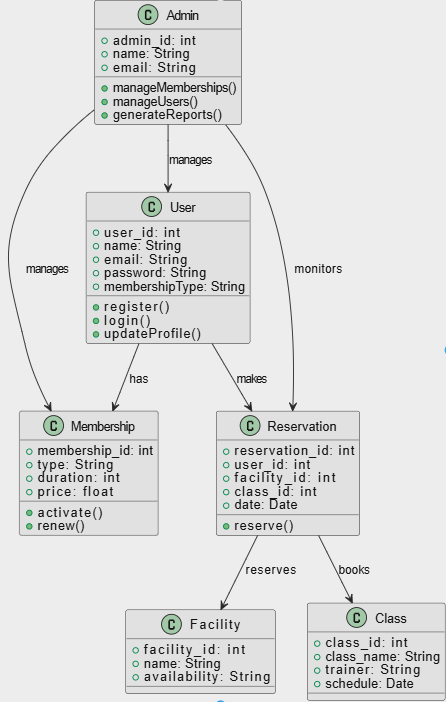 C Admin
admin_id: int
name: String
email: String
manageMemberships()
manageUsers()
generateReports()
manages
C User
user_id: int
name: String
email: String
password: String
membershipType: String
register()
login()
updateProfile()
manages
monitors
has
makes
C Membership
membership_id: int
type: String
duration: int
price: float
activate()
renew()
C Reservation
reservation_id: int
user_id: int
facility_id: int
class_id: int
date: Date
reserve()
reserves
books
C Facility
facility_id: int
name: String
availability: String
C Class
class_id: int
class_name: String
trainer: String
schedule: Date